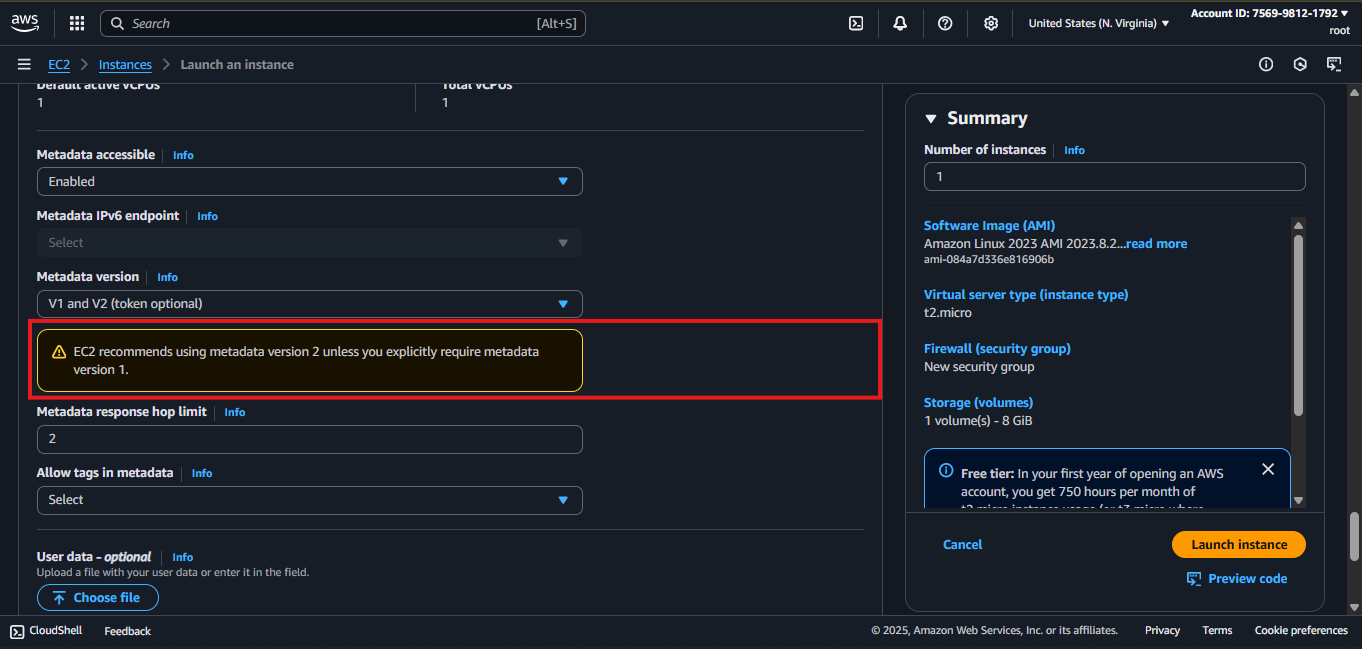 aws
Search
[Alt+S]
United States (N. Virginia)
Account ID: 7569-9812-1792
root
EC2
Instances
Launch an instance
Default active vCPUs
1
Total vCPUs
1
Metadata accessible
Info
Enabled
Metadata IPv6 endpoint
Info
Select
Metadata version
Info
V1 and V2 (token optional)
EC2 recommends using metadata version 2 unless you explicitly require metadata
version 1.
Metadata response hop limit
Info
2
Allow tags in metadata
Info
Select
User data – optional
Info
Upload a file with your user data or enter it in the field.
Choose file
Summary
Number of instances
Info
1
Software Image (AMI)
Amazon Linux 2023 AMI 2023.8.2...read more
ami-084a7d336e816906b
Virtual server type (instance type)
t2.micro
Firewall (security group)
New security group
Storage (volumes)
1 volume(s) - 8 GiB
Free tier: In your first year of opening an AWS
account, you get 750 hours per month of
t2.micro instance usage (or t3.micro where
Cancel
Launch instance
Preview code
CloudShell
Feedback
© 2025, Amazon Web Services, Inc. or its affiliates.
Privacy
Terms
Cookie preferences